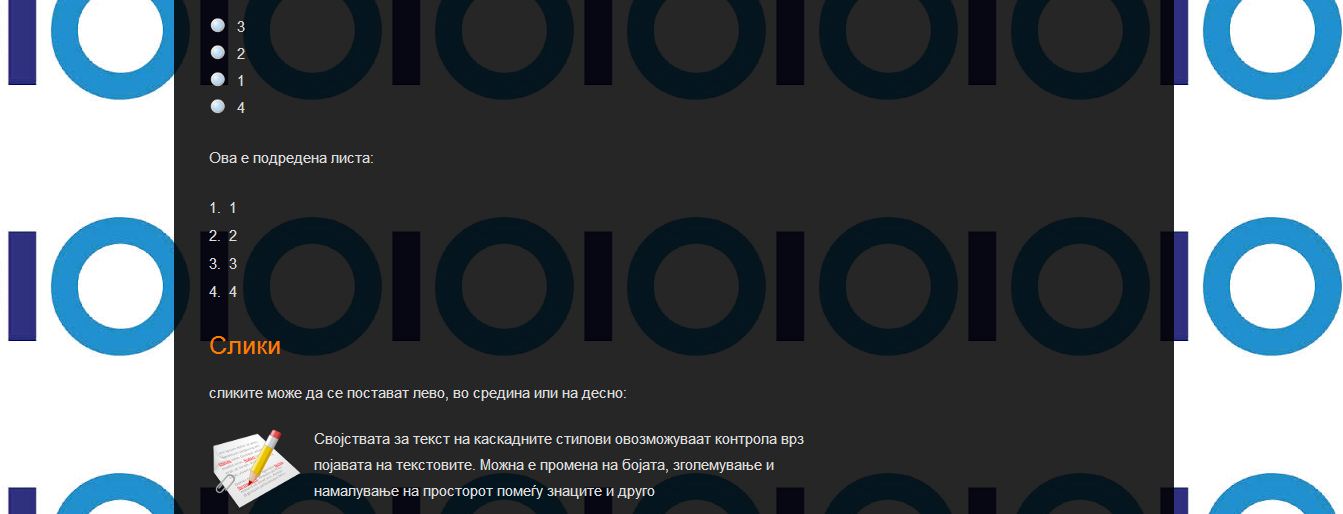 3
2
1
4
Ова е подредена листа:
1. 1
2. 2
3. 3
4. 4
Слики
сликите може да се постават лево, во средина или на десно:
Својствата за текст на каскадните стилови овозможуваат контрола врз
појавата на текстовите. Можна е промена на бојата, зголемување и
намалување на просторот помеѓу знаците и друго